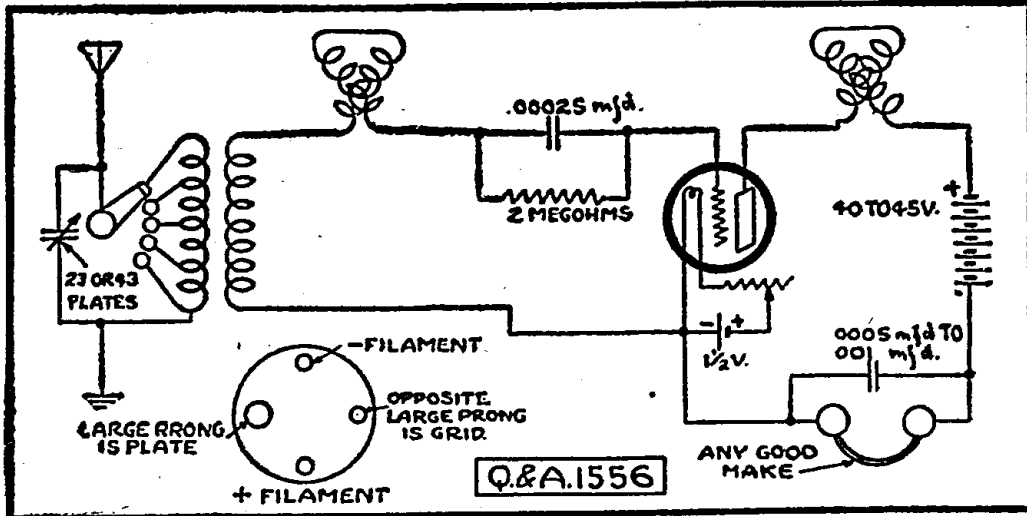 .00025 mfd.
2 MEGOHMS
40 TO 45V.
+
-
23 OR 43
PLATES
- +
1½V.
.0005 mfd TO
.001 mfd.
-FILAMENT
OPPOSITE
LARGE PRONG
IS GRID
LARGE PRONG
IS PLATE
+ FILAMENT
Q.&A.1556
ANY GOOD
MAKE